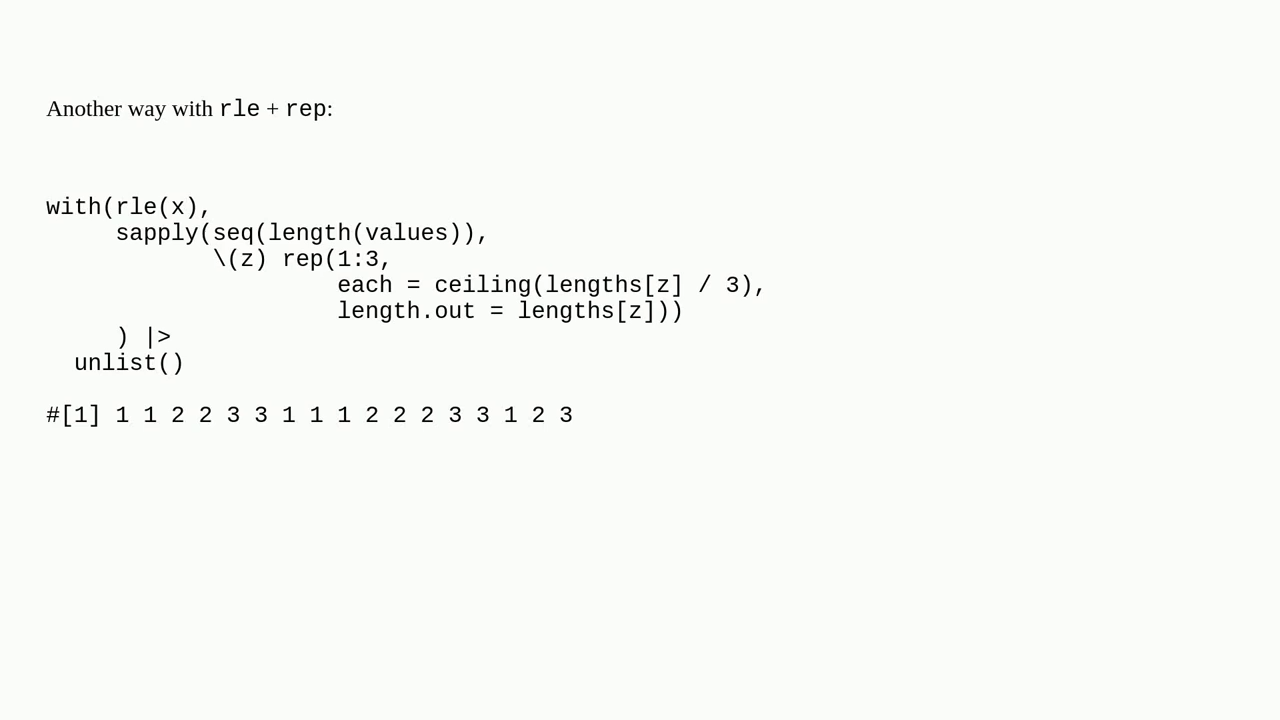 Another way with rle + rep:
with(rle(x),
     sapply(seq(length(values)),
            \(z) rep(1:3,
                     each = ceiling(lengths[z] / 3),
                     length.out = lengths[z]))
     ) |>
  unlist()
#[1] 1 1 2 2 3 3 1 1 1 2 2 2 3 3 1 2 3